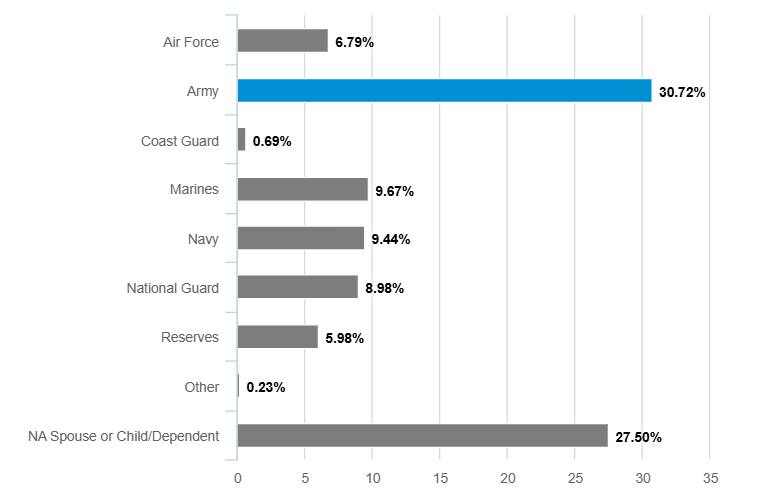 Air Force 6.79%
Army 30.72%
Coast Guard 0.69%
Marines 9.67%
Navy 9.44%
National Guard 8.98%
Reserves 5.98%
Other 0.23%
NA Spouse or Child/Dependent 27.50%
0 5 10 15 20 25 30 35